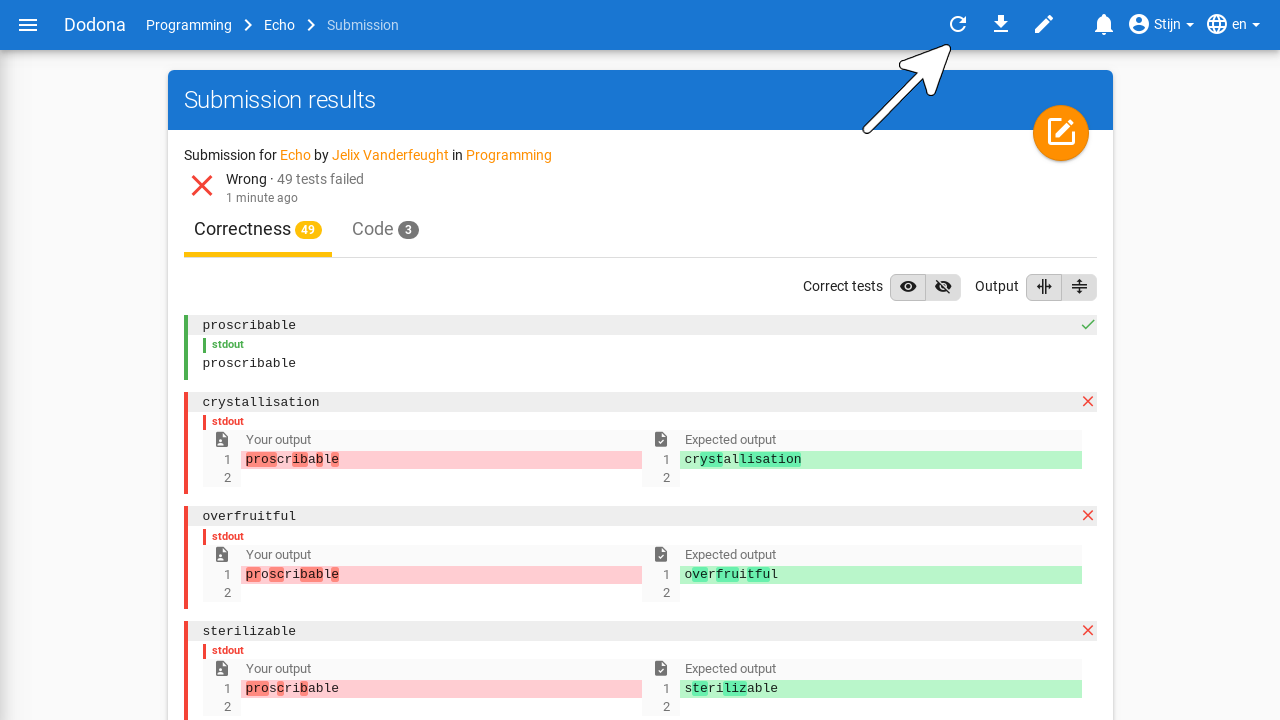 Dodona Programming Echo Submission Stijn en
Submission results
Submission for Echo by Jelix Vanderfeught in Programming
Wrong · 49 tests failed
1 minute ago
Correctness 49 Code 3
Correct tests Output
proscribable
stdout
proscribable
crystallisation
stdout
Your output Expected output
1 proscribable 1 crystallisation
2 2
overfruitful
stdout
Your output Expected output
1 proscribable 1 overfruitful
2 2
sterilizable
stdout
Your output Expected output
1 proscribable 1 sterilizable
2 2